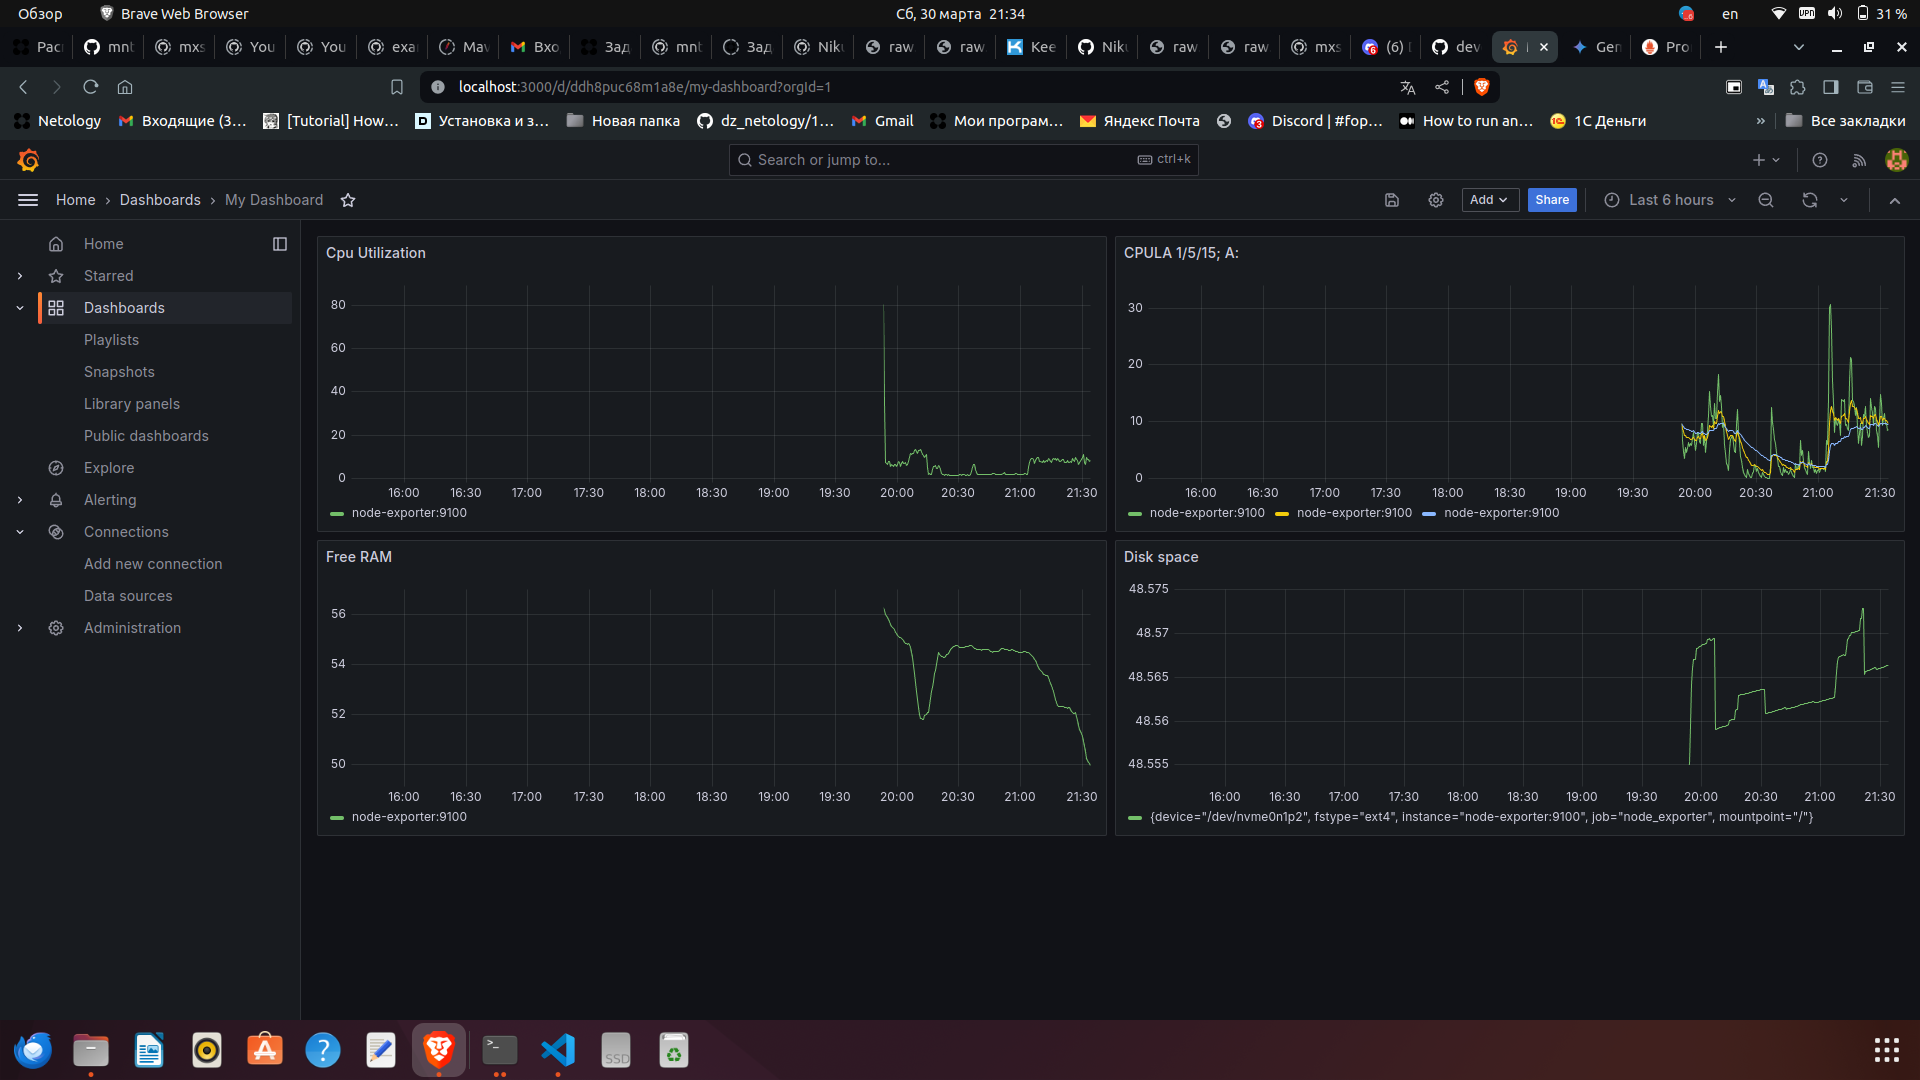 Обзор Brave Web Browser Сб, 30 марта 21:34 en VPN 31 %
Рас mnt mxs You You exa Mav Вхо Зад mnt Зад Niku raw raw Kee Niku raw raw mxs (6) dev Gen Pro
localhost:3000/d/ddh8puc68m1a8e/my-dashboard?orgId=1
Netology Входящие (3... [Tutorial] How... Установка и з... Новая папка dz_netology/1... Gmail Мои програм... Яндекс Почта Discord | #fop... How to run an... 1С Деньги » Все закладки
Search or jump to... ctrl+k
Home › Dashboards › My Dashboard Add Share Last 6 hours
Home
Starred
Dashboards
Playlists
Snapshots
Library panels
Public dashboards
Explore
Alerting
Connections
Add new connection
Data sources
Administration
Cpu Utilization
80
60
40
20
0
16:00 16:30 17:00 17:30 18:00 18:30 19:00 19:30 20:00 20:30 21:00 21:30
node-exporter:9100
CPULA 1/5/15; A:
30
20
10
0
16:00 16:30 17:00 17:30 18:00 18:30 19:00 19:30 20:00 20:30 21:00 21:30
node-exporter:9100 node-exporter:9100 node-exporter:9100
Free RAM
56
54
52
50
16:00 16:30 17:00 17:30 18:00 18:30 19:00 19:30 20:00 20:30 21:00 21:30
node-exporter:9100
Disk space
48.575
48.57
48.565
48.56
48.555
16:00 16:30 17:00 17:30 18:00 18:30 19:00 19:30 20:00 20:30 21:00 21:30
{device="/dev/nvme0n1p2", fstype="ext4", instance="node-exporter:9100", job="node_exporter", mountpoint="/"}
SSD